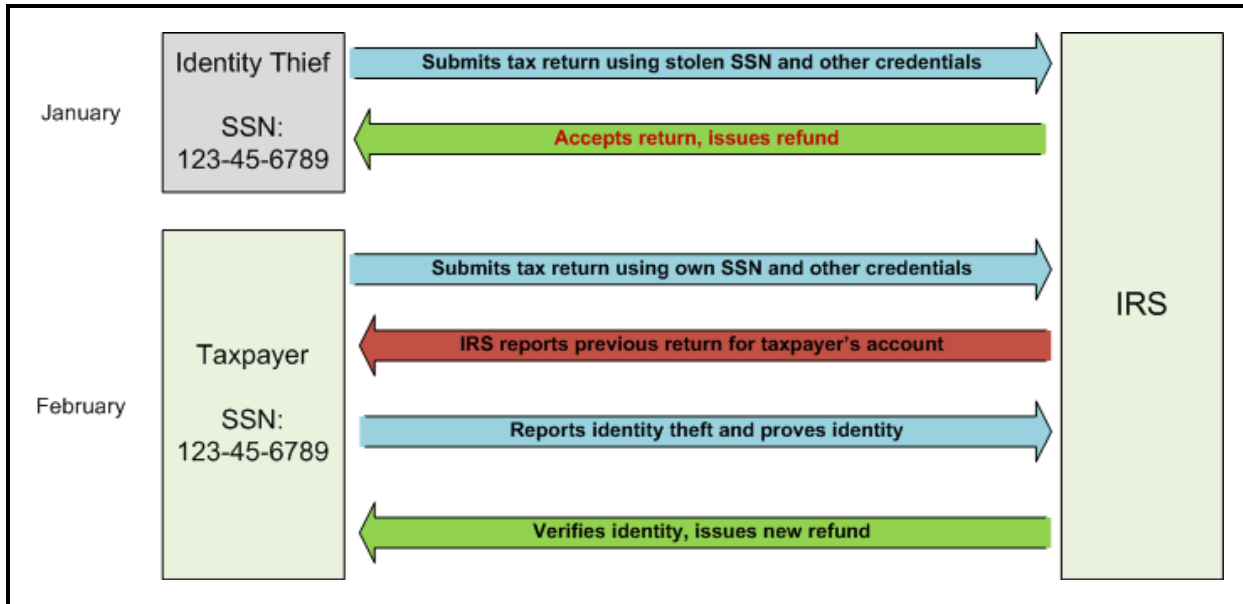 January
Identity Thief
SSN:
123-45-6789
Submits tax return using stolen SSN and other credentials
Accepts return, issues refund
February
Taxpayer
SSN:
123-45-6789
Submits tax return using own SSN and other credentials
IRS reports previous return for taxpayer's account
Reports identity theft and proves identity
Verifies identity, issues new refund
IRS